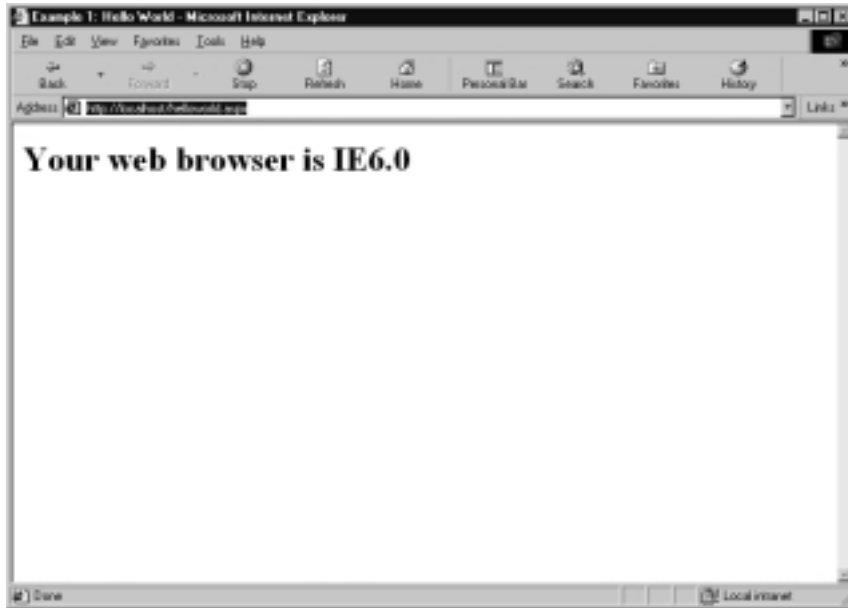 Example 1: Hello World - Microsoft Internet Explorer
File Edit View Favorites Tools Help
Back Forward Stop Refresh Home Personal Bar Search Favorites History
Address http://localhost/helloworld.aspx Links
Your web browser is IE6.0
Done Local intranet